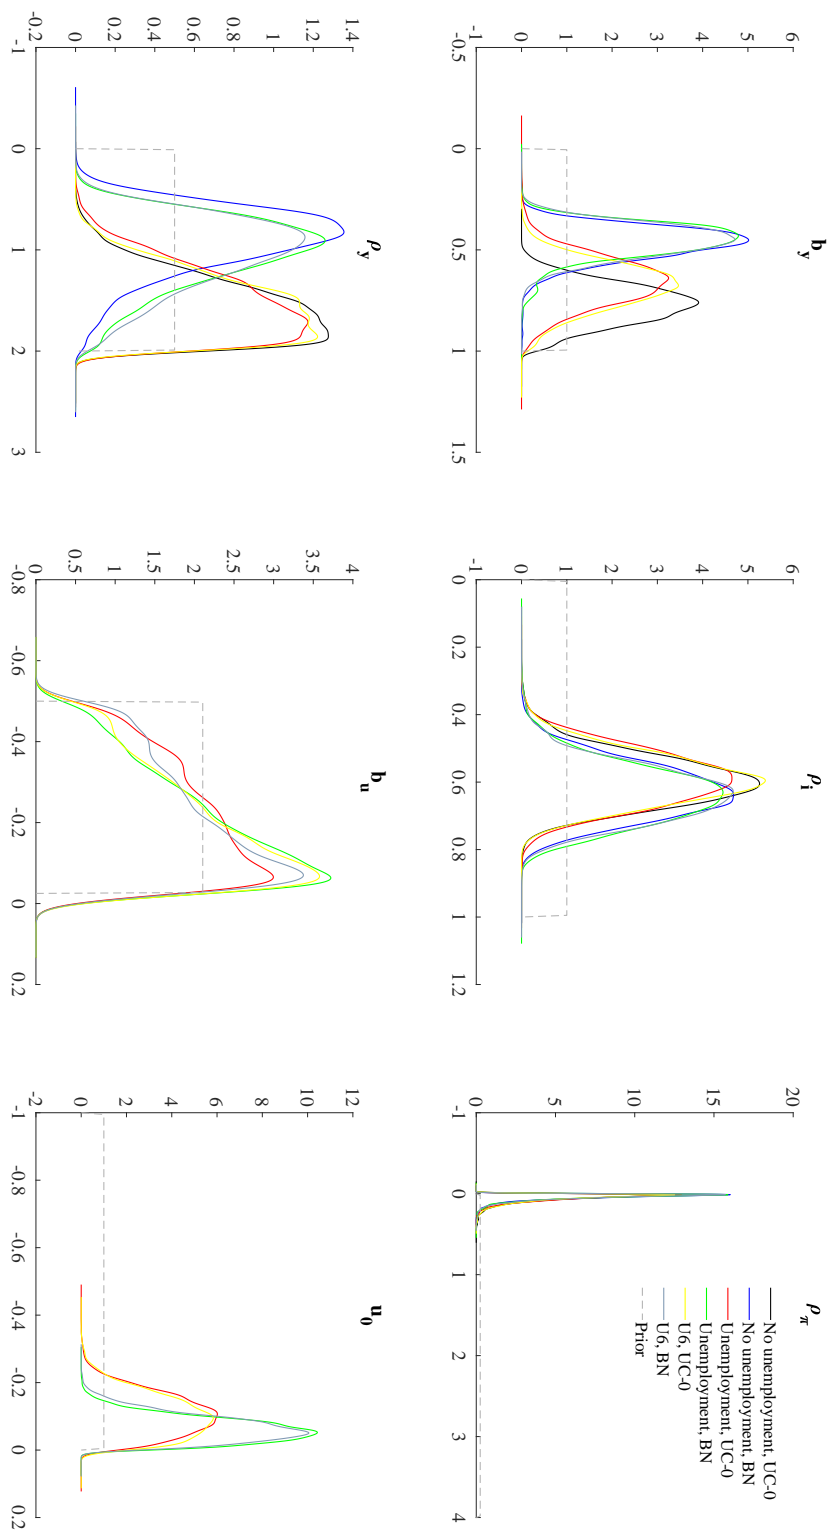 b_y
6
5
4
3
2
1
0
-1
-0.5 0 0.5 1 1.5
ρ_i
6
5
4
3
2
1
0
-1
0 0.2 0.4 0.6 0.8 1 1.2
ρ_π
20
15
10
5
0
-1 0 1 2 3 4
No unemployment, UC-0
No unemployment, BN
Unemployment, UC-0
Unemployment, BN
U6, UC-0
U6, BN
Prior
ρ_y
1.4
1.2
1
0.8
0.6
0.4
0.2
0
-0.2
-1 0 1 2 3
b_u
4
3.5
3
2.5
2
1.5
1
0.5
0
-0.8 -0.6 -0.4 -0.2 0 0.2
u_0
12
10
8
6
4
2
0
-2
-1 -0.8 -0.6 -0.4 -0.2 0 0.2